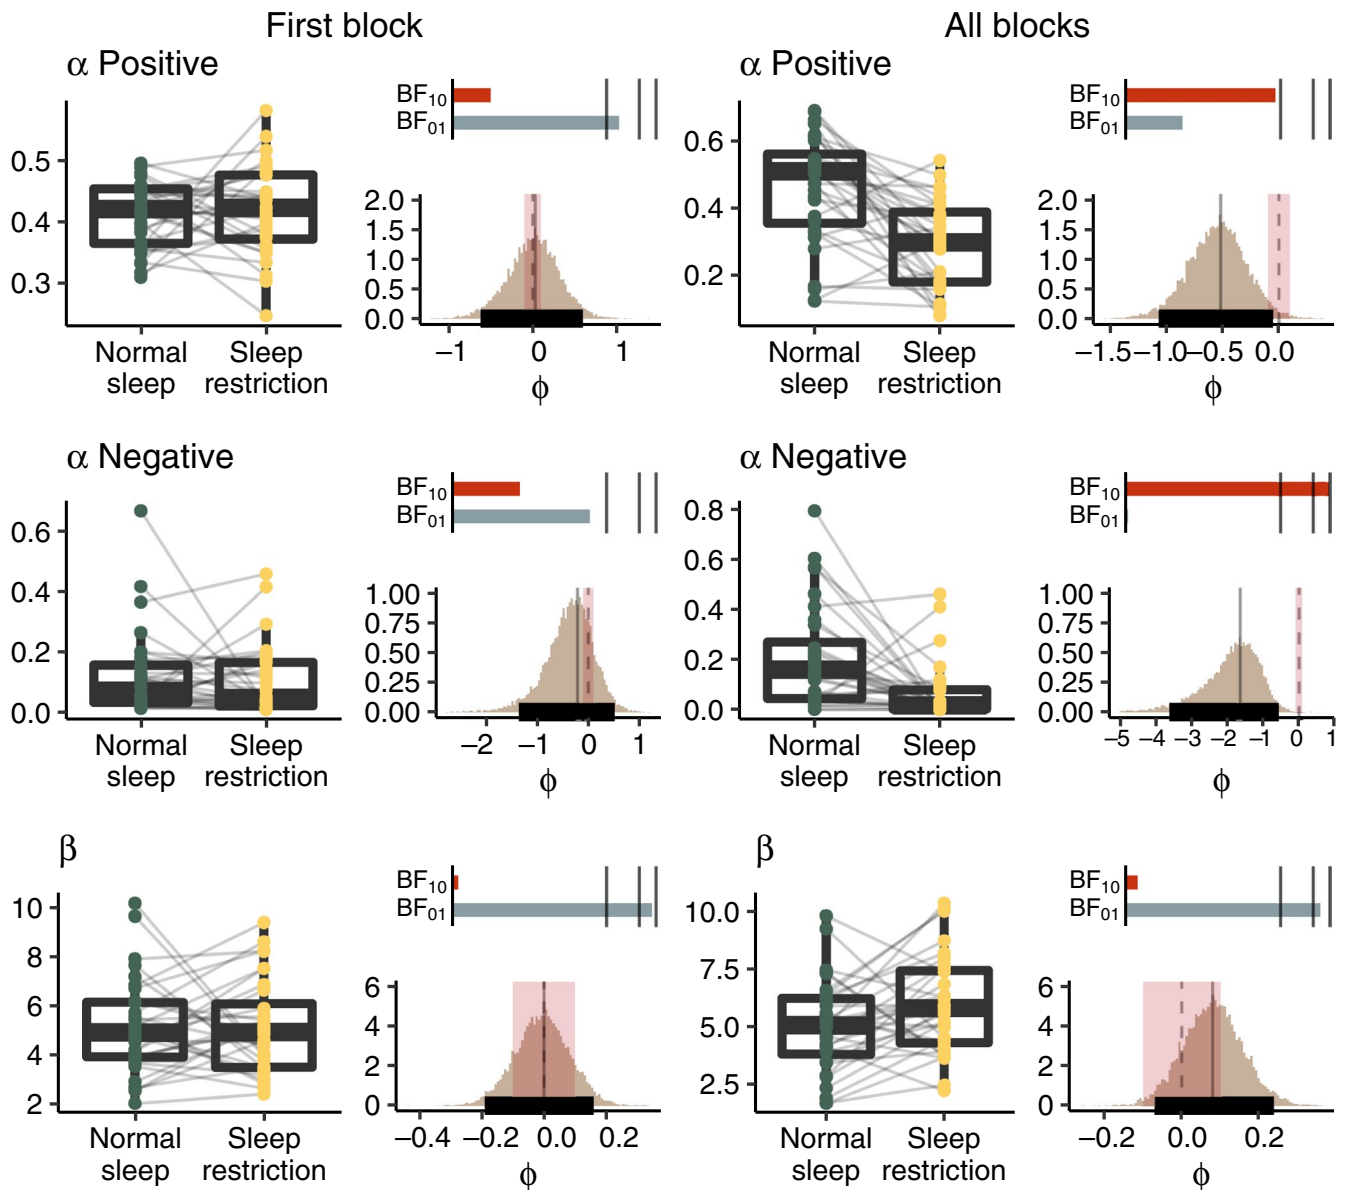 First block
All blocks
α Positive
BF10
BF01
0.5
0.4
0.3
Normal sleep
Sleep restriction
2.0
1.5
1.0
0.5
0.0
−1
0
1
ϕ
α Positive
BF10
BF01
0.6
0.4
0.2
Normal sleep
Sleep restriction
2.0
1.5
1.0
0.5
0.0
−1.5
−1.0
−0.5
0.0
ϕ
α Negative
BF10
BF01
0.6
0.4
0.2
0.0
Normal sleep
Sleep restriction
1.00
0.75
0.50
0.25
0.00
−2
−1
0
1
ϕ
α Negative
BF10
BF01
0.8
0.6
0.4
0.2
0.0
Normal sleep
Sleep restriction
1.00
0.75
0.50
0.25
0.00
−5
−4
−3
−2
−1
0
1
ϕ
β
BF10
BF01
10
8
6
4
2
Normal sleep
Sleep restriction
6
4
2
0
−0.4
−0.2
0.0
0.2
ϕ
β
BF10
BF01
10.0
7.5
5.0
2.5
Normal sleep
Sleep restriction
6
4
2
0
−0.2
0.0
0.2
ϕ